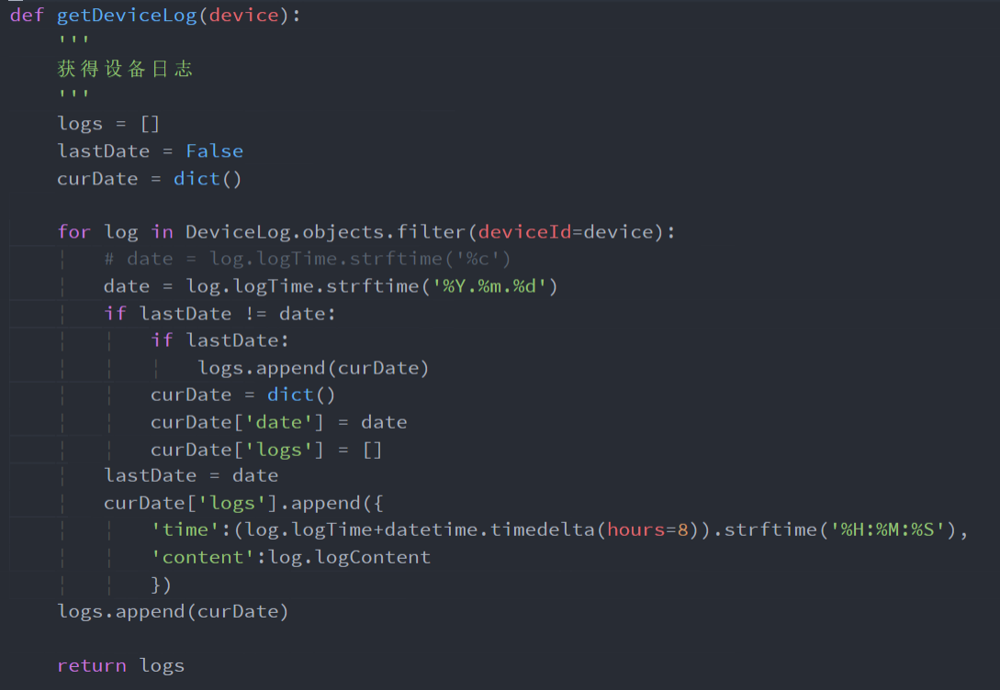 def getDeviceLog(device):
    '''
    获得设备日志
    '''
    logs = []
    lastDate = False
    curDate = dict()

    for log in DeviceLog.objects.filter(deviceId=device):
        # date = log.logTime.strftime('%c')
        date = log.logTime.strftime('%Y.%m.%d')
        if lastDate != date:
            if lastDate:
                logs.append(curDate)
            curDate = dict()
            curDate['date'] = date
            curDate['logs'] = []
        lastDate = date
        curDate['logs'].append({
            'time':(log.logTime+datetime.timedelta(hours=8)).strftime('%H:%M:%S'),
            'content':log.logContent
            })
    logs.append(curDate)

    return logs